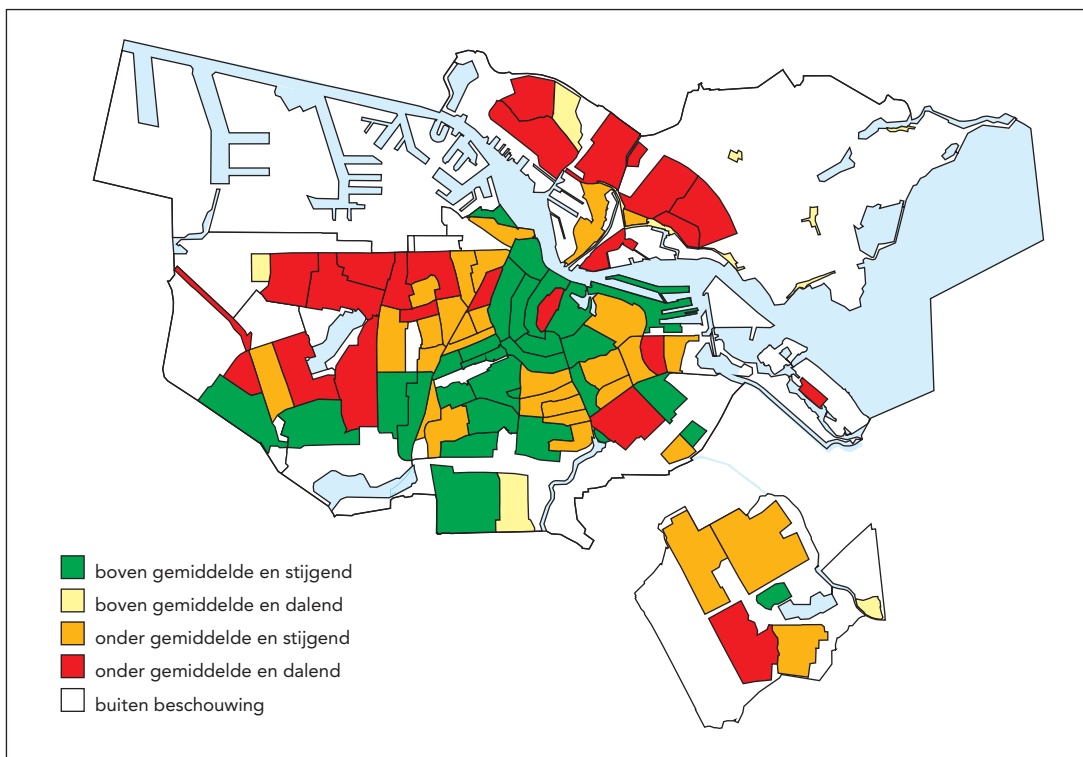 boven gemiddelde en stijgend
boven gemiddelde en dalend
onder gemiddelde en stijgend
onder gemiddelde en dalend
buiten beschouwing